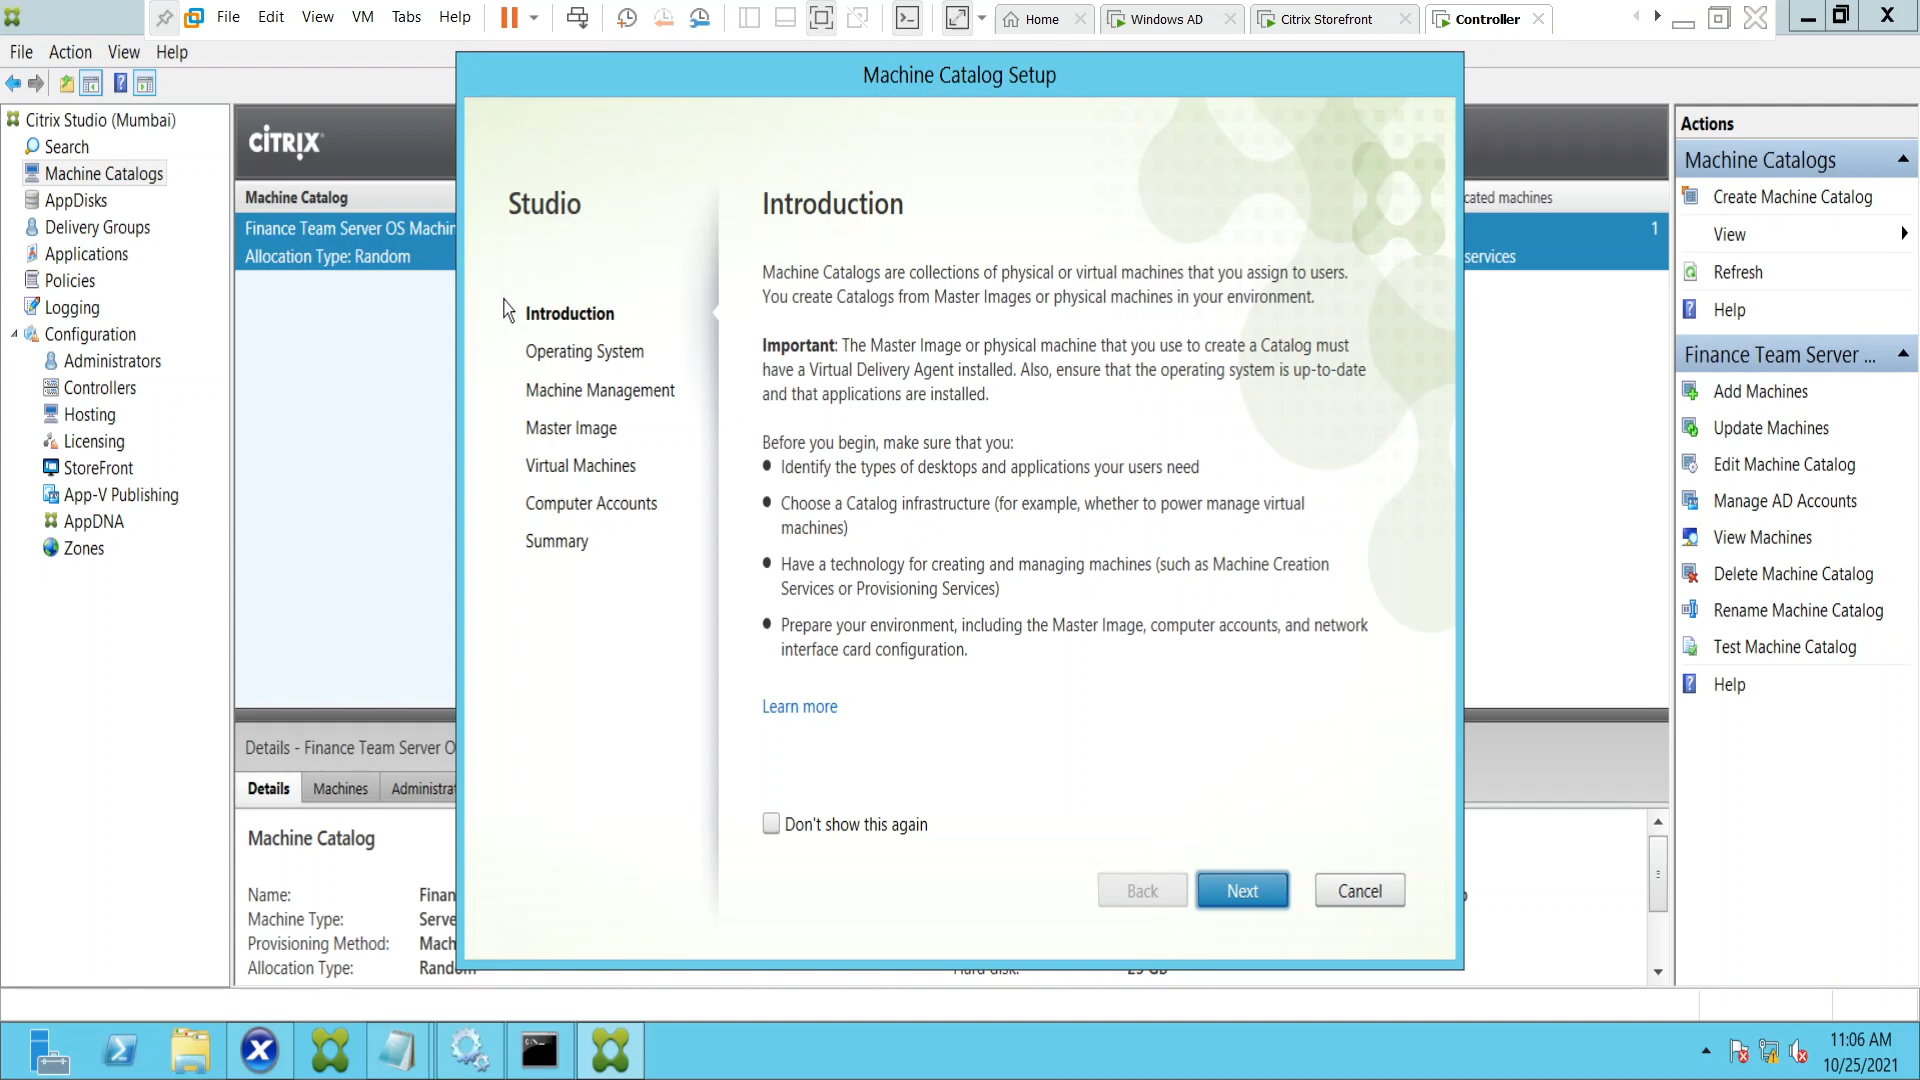 File Edit View VM Tabs Help
Home
Windows AD
Citrix Storefront
Controller
X
File Action View Help
Citrix Studio (Mumbai)
Search
Machine Catalogs
AppDisks
Delivery Groups
Applications
Policies
Logging
Configuration
Administrators
Controllers
Hosting
Licensing
StoreFront
App-V Publishing
AppDNA
Zones
CİTRIX
Machine Catalog
Finance Team Server OS Machin
Allocation Type: Random
cated machines
1
services
Details - Finance Team Server O
Details Machines Administrat
Machine Catalog
Name: Finan
Machine Type: Serve
Provisioning Method: Mach
Allocation Type: Random
Hard disk: 25 GB
Machine Catalog Setup
Studio
Introduction
Operating System
Machine Management
Master Image
Virtual Machines
Computer Accounts
Summary
Introduction
Machine Catalogs are collections of physical or virtual machines that you assign to users.
You create Catalogs from Master Images or physical machines in your environment.
Important: The Master Image or physical machine that you use to create a Catalog must
have a Virtual Delivery Agent installed. Also, ensure that the operating system is up-to-date
and that applications are installed.
Before you begin, make sure that you:
● Identify the types of desktops and applications your users need
● Choose a Catalog infrastructure (for example, whether to power manage virtual
machines)
● Have a technology for creating and managing machines (such as Machine Creation
Services or Provisioning Services)
● Prepare your environment, including the Master Image, computer accounts, and network
interface card configuration.
Learn more
Don't show this again
Back Next Cancel
Actions
Machine Catalogs
Create Machine Catalog
View
Refresh
Help
Finance Team Server ...
Add Machines
Update Machines
Edit Machine Catalog
Manage AD Accounts
View Machines
Delete Machine Catalog
Rename Machine Catalog
Test Machine Catalog
Help
11:06 AM
10/25/2021